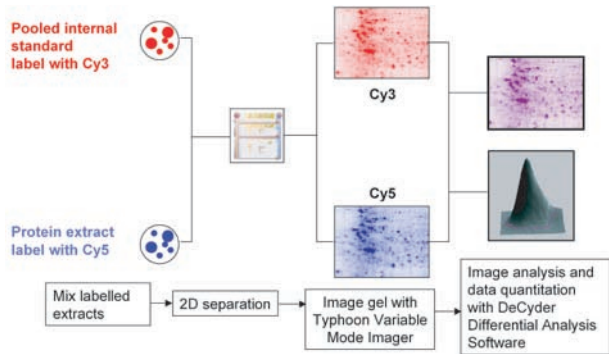 Pooled internal
standard
label with Cy3
Cy3
Cy5
Protein extract
label with Cy5
Mix labelled
extracts
2D separation
Image gel with
Typhoon Variable
Mode Imager
Image analysis and
data quantitation
with DeCyder
Differential Analysis
Software